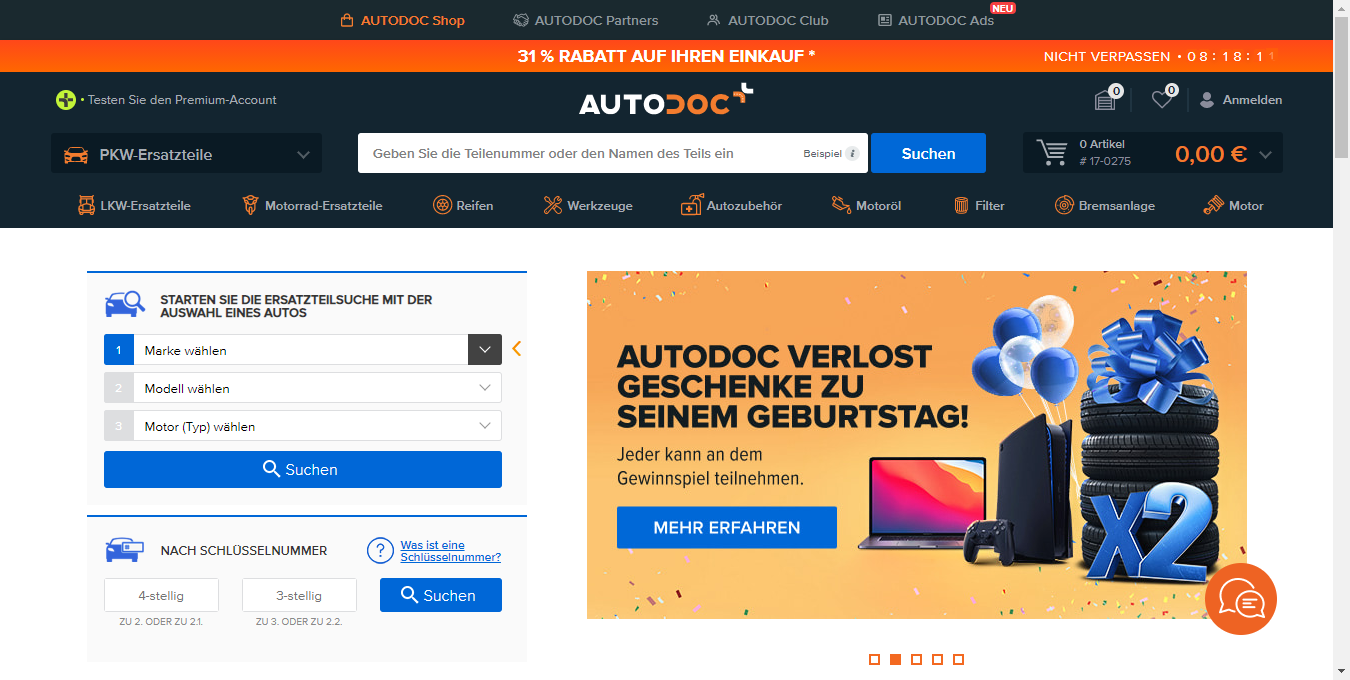 AUTODOC Shop
AUTODOC Partners
AUTODOC Club
AUTODOC Ads
NEU
31 % RABATT AUF IHREN EINKAUF *
NICHT VERPASSEN • 08 : 18 : 1
Testen Sie den Premium-Account
AUTODOC
0
0
Anmelden
PKW-Ersatzteile
Geben Sie die Teilenummer oder den Namen des Teils ein
Beispiel i
Suchen
0 Artikel
# 17-0275
0,00 €
LKW-Ersatzteile
Motorrad-Ersatzteile
Reifen
Werkzeuge
Autozubehör
Motoröl
Filter
Bremsanlage
Motor
STARTEN SIE DIE ERSATZTEILSUCHE MIT DER
AUSWAHL EINES AUTOS
1 Marke wählen
2 Modell wählen
3 Motor (Typ) wählen
Suchen
NACH SCHLÜSSELNUMMER
? Was ist eine
Schlüsselnummer?
4-stellig
3-stellig
Suchen
ZU 2. ODER ZU 2.1.
ZU 3. ODER ZU 2.2.
AUTODOC VERLOST
GESCHENKE ZU
SEINEM GEBURTSTAG!
Jeder kann an dem
Gewinnspiel teilnehmen.
MEHR ERFAHREN
X2